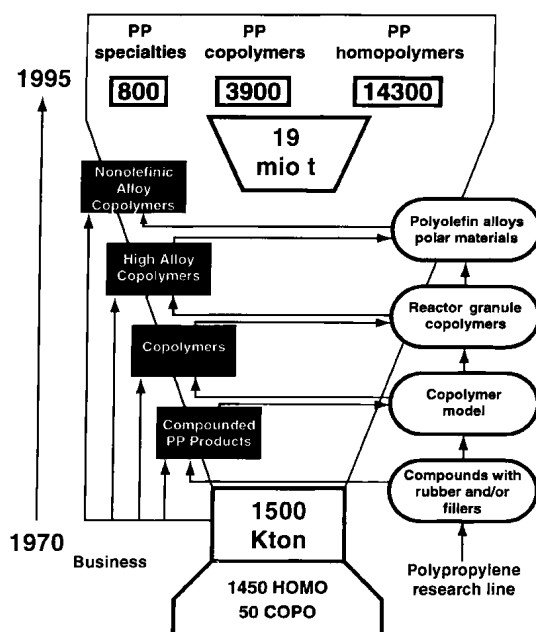 PP
specialties
PP
copolymers
PP
homopolymers
1995
800
3900
14300
19
mio t
Nonolefinic
Alloy
Copolymers
Polyolefin alloys
polar materials
High Alloy
Copolymers
Reactor granule
copolymers
Copolymers
Copolymer
model
Compounded
PP Products
Compounds with
rubber and/or
fillers
1500
Kton
1970
Business
Polypropylene
research line
1450 HOMO
50 COPO